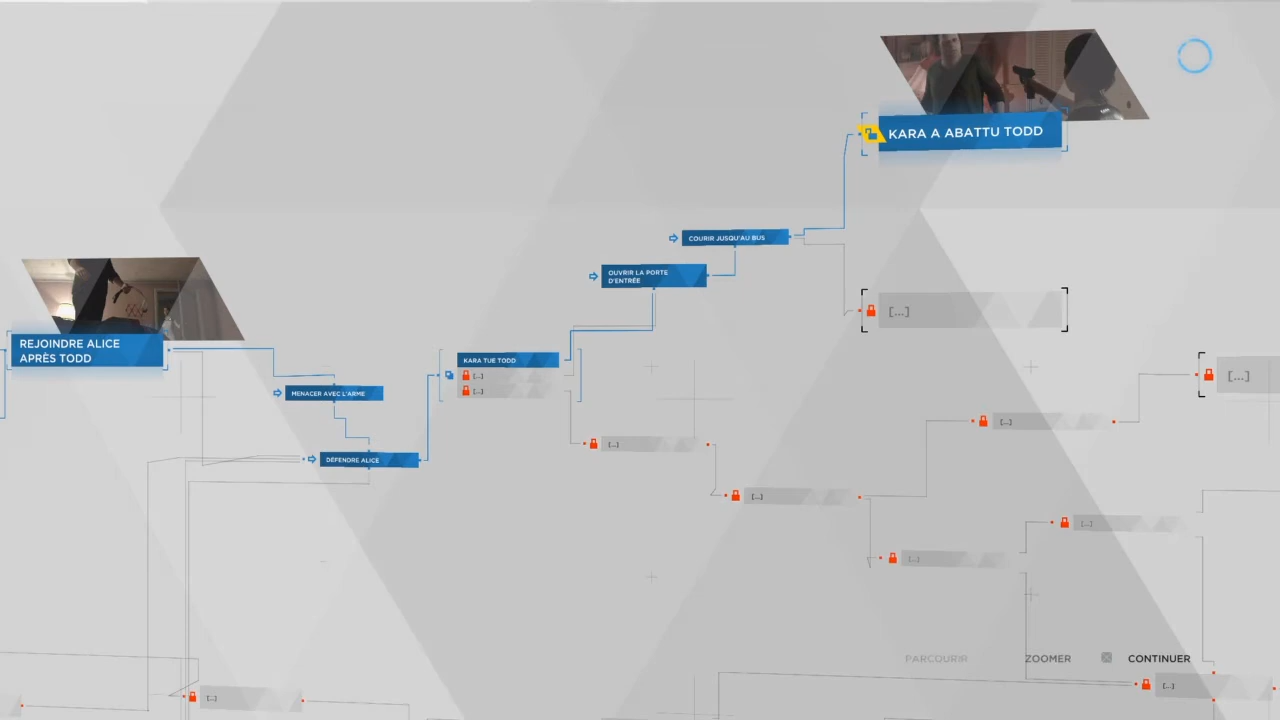 KARA A ABATTU TODD
COURIR JUSQU'AU BUS
OUVRIR LA PORTE
D'ENTRÉE
[...]
REJOINDRE ALICE
APRÈS TODD
KARA TUE TODD
[...]
[...]
[...]
MENACER AVEC L'ARME
[...]
[...]
DÉFENDRE ALICE
[...]
[...]
[...]
PARCOURIR
ZOOMER
CONTINUER
[...]
[...]